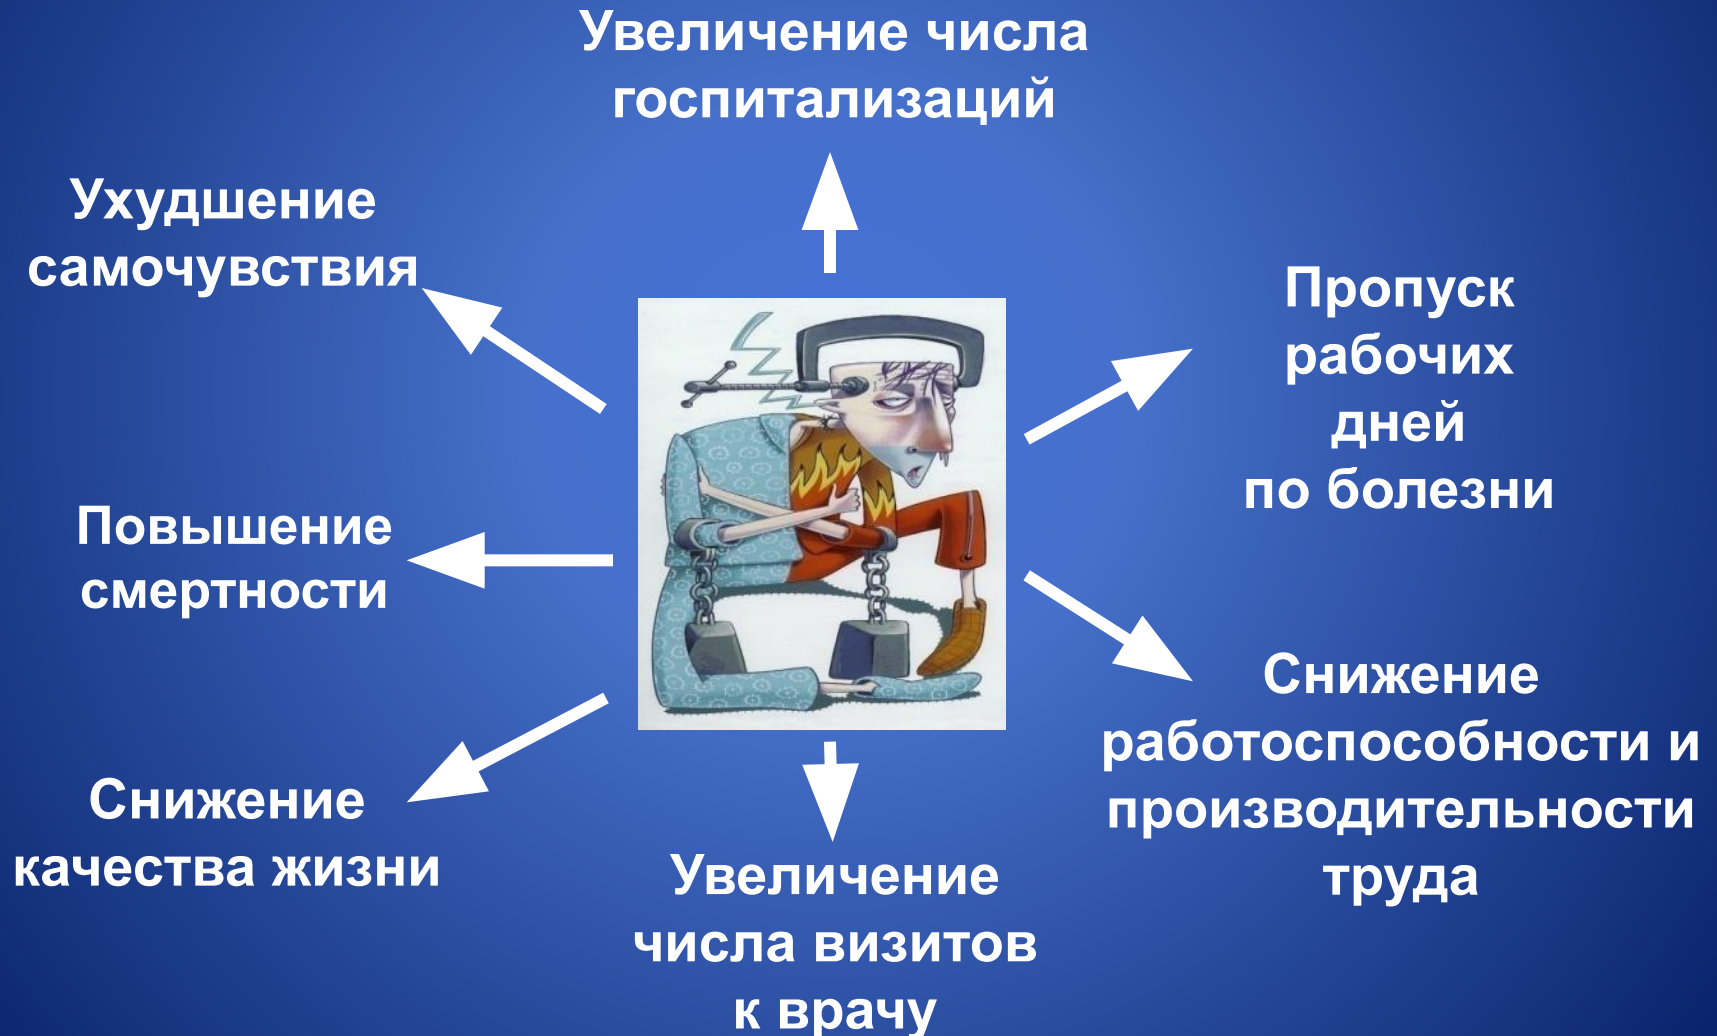 Увеличение числа
госпитализаций
Ухудшение
самочувствия
Пропуск
рабочих
дней
по болезни
Повышение
смертности
Снижение
работоспособности и
производительности
труда
Снижение
качества жизни
Увеличение
числа визитов
к врачу